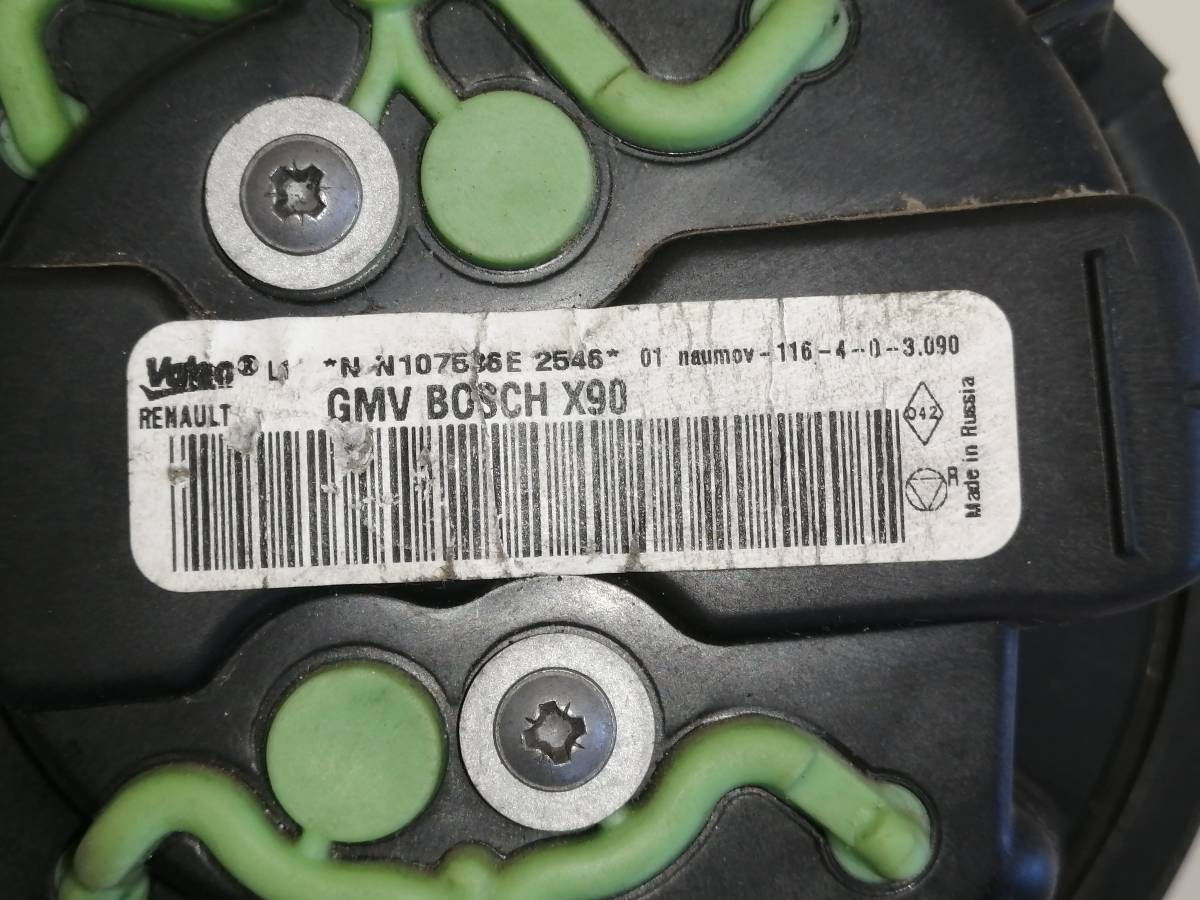 Valeo® L1 *N N107536E 2546* 01 naumov-116-4-0-3.090
RENAULT GMV BOSCH X90
042
R
Made in Russia